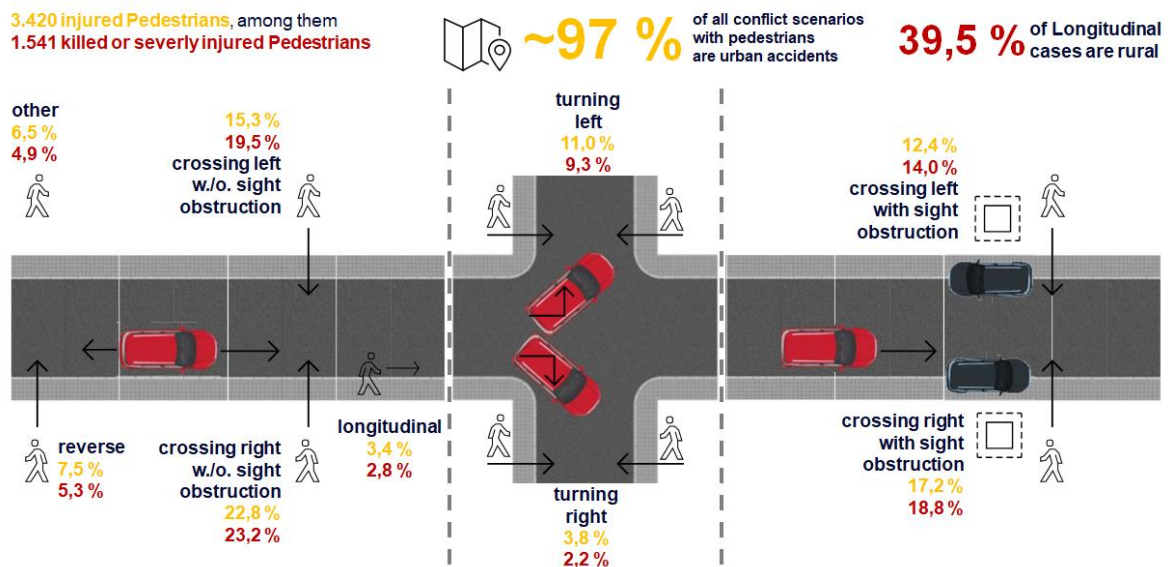 3.420 injured Pedestrians, among them
1.541 killed or severly injured Pedestrians
~97 %
of all conflict scenarios
with pedestrians
are urban accidents
39,5 %
of Longitudinal
cases are rural
other
6,5 %
4,9 %
15,3 %
19,5 %
crossing left
w./o. sight
obstruction
turning
left
11,0 %
9,3 %
12,4 %
14,0 %
crossing left
with sight
obstruction
reverse
7,5 %
5,3 %
crossing right
w./o. sight
obstruction
22,8 %
23,2 %
longitudinal
3,4 %
2,8 %
turning
right
3,8 %
2,2 %
crossing right
with sight
obstruction
17,2 %
18,8 %